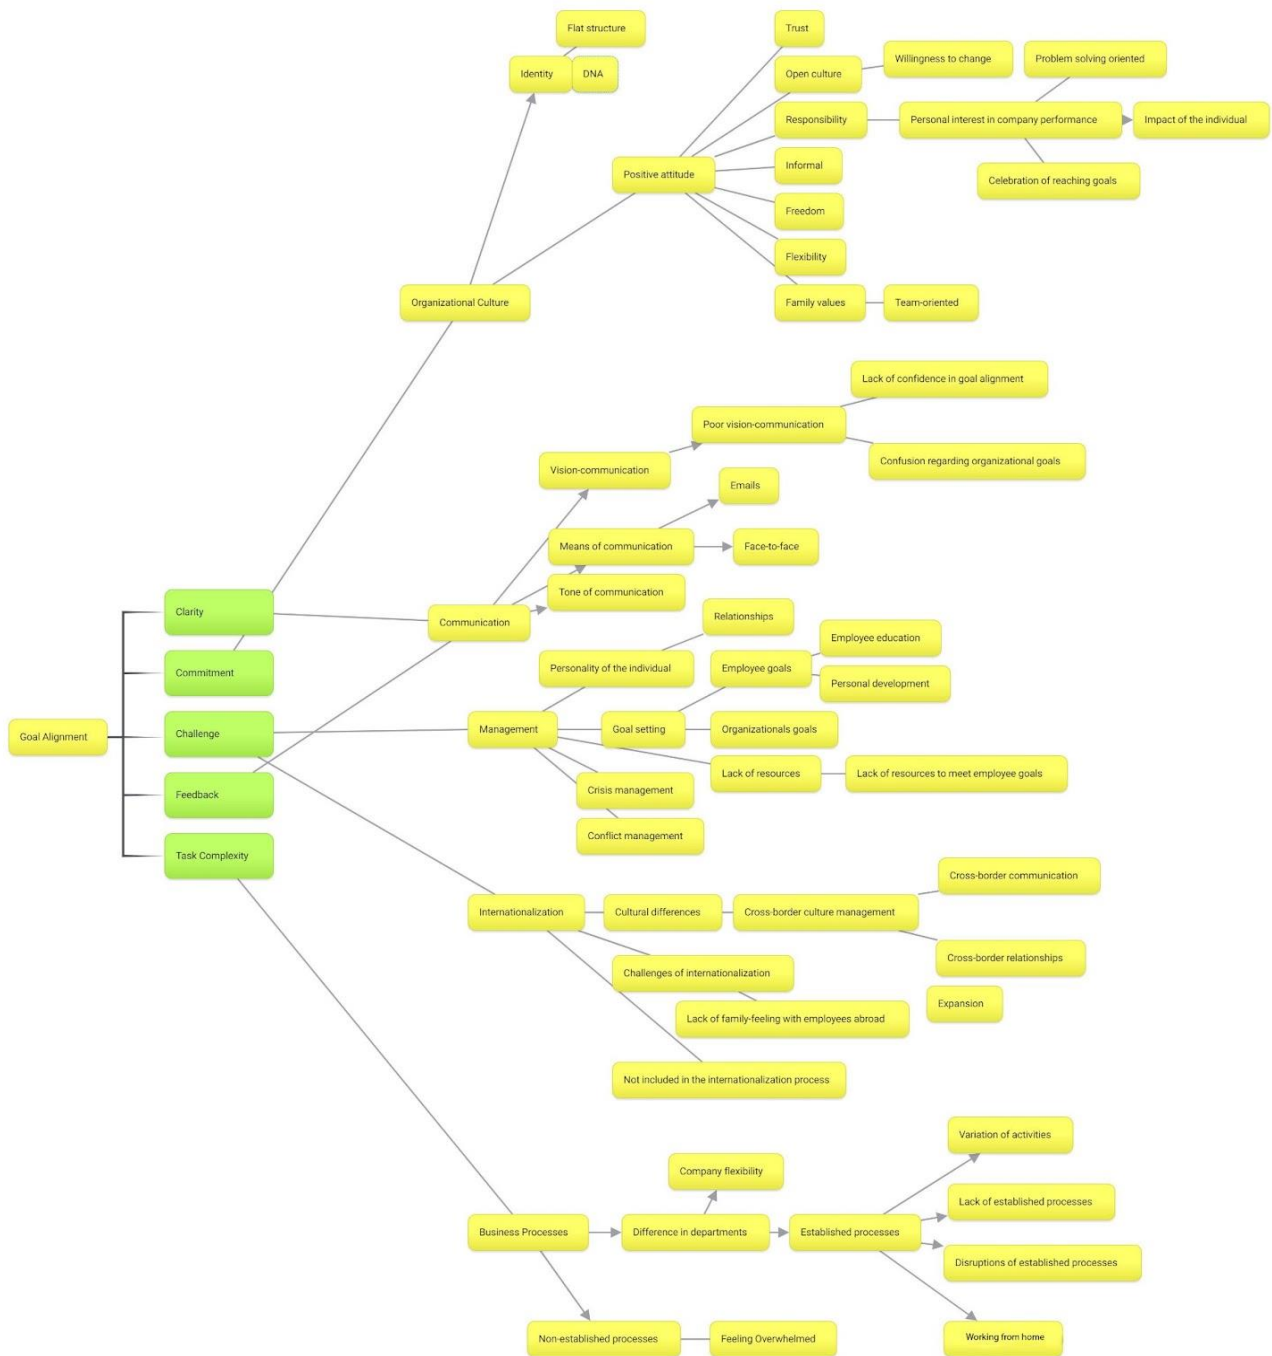 Flat structure
Identity
DNA
Trust
Open culture
Willingness to change
Problem solving oriented
Responsibility
Personal interest in company performance
Impact of the individual
Informal
Positive attitude
Celebration of reaching goals
Freedom
Flexibility
Organizational Culture
Family values
Team-oriented
Lack of confidence in goal alignment
Poor vision-communication
Confusion regarding organizational goals
Vision-communication
Emails
Means of communication
Face-to-face
Tone of communication
Clarity
Communication
Relationships
Employee education
Commitment
Personality of the individual
Employee goals
Personal development
Goal Alignment
Challenge
Management
Goal setting
Organizationals goals
Lack of resources
Lack of resources to meet employee goals
Feedback
Crisis management
Conflict management
Task Complexity
Cross-border communication
Internationalization
Cultural differences
Cross-border culture management
Cross-border relationships
Challenges of internationalization
Expansion
Lack of family-feeling with employees abroad
Not included in the internationalization process
Variation of activities
Company flexibility
Lack of established processes
Business Processes
Difference in departments
Established processes
Disruptions of established processes
Non-established processes
Feeling Overwhelmed
Working from home